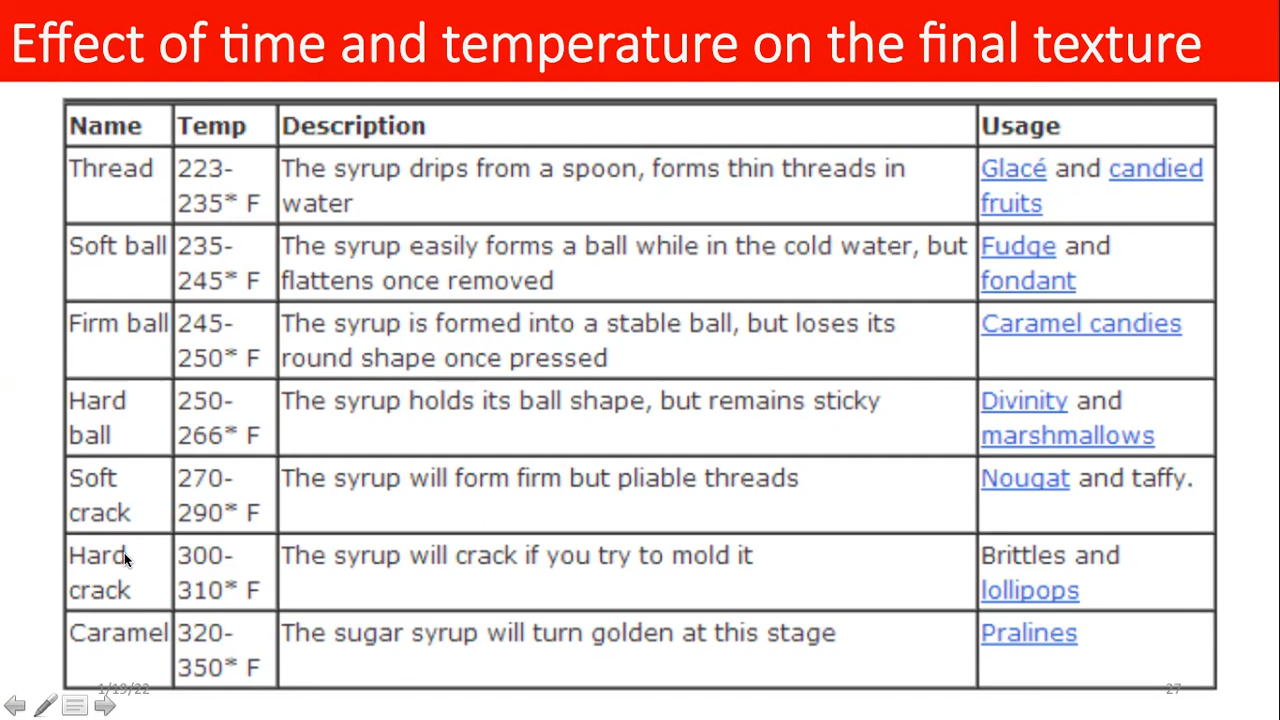 Effect of time and temperature on the final texture
Name Temp Description Usage
Thread 223- The syrup drips from a spoon, forms thin threads in Glacé and candied
235* F water fruits
Soft ball 235- The syrup easily forms a ball while in the cold water, but Fudge and
245* F flattens once removed fondant
Firm ball 245- The syrup is formed into a stable ball, but loses its Caramel candies
250* F round shape once pressed
Hard 250- The syrup holds its ball shape, but remains sticky Divinity and
ball 266* F marshmallows
Soft 270- The syrup will form firm but pliable threads Nougat and taffy.
crack 290* F
Hard 300- The syrup will crack if you try to mold it Brittles and
crack 310* F lollipops
Caramel 320- The sugar syrup will turn golden at this stage Pralines
350* F
1/19/22 27